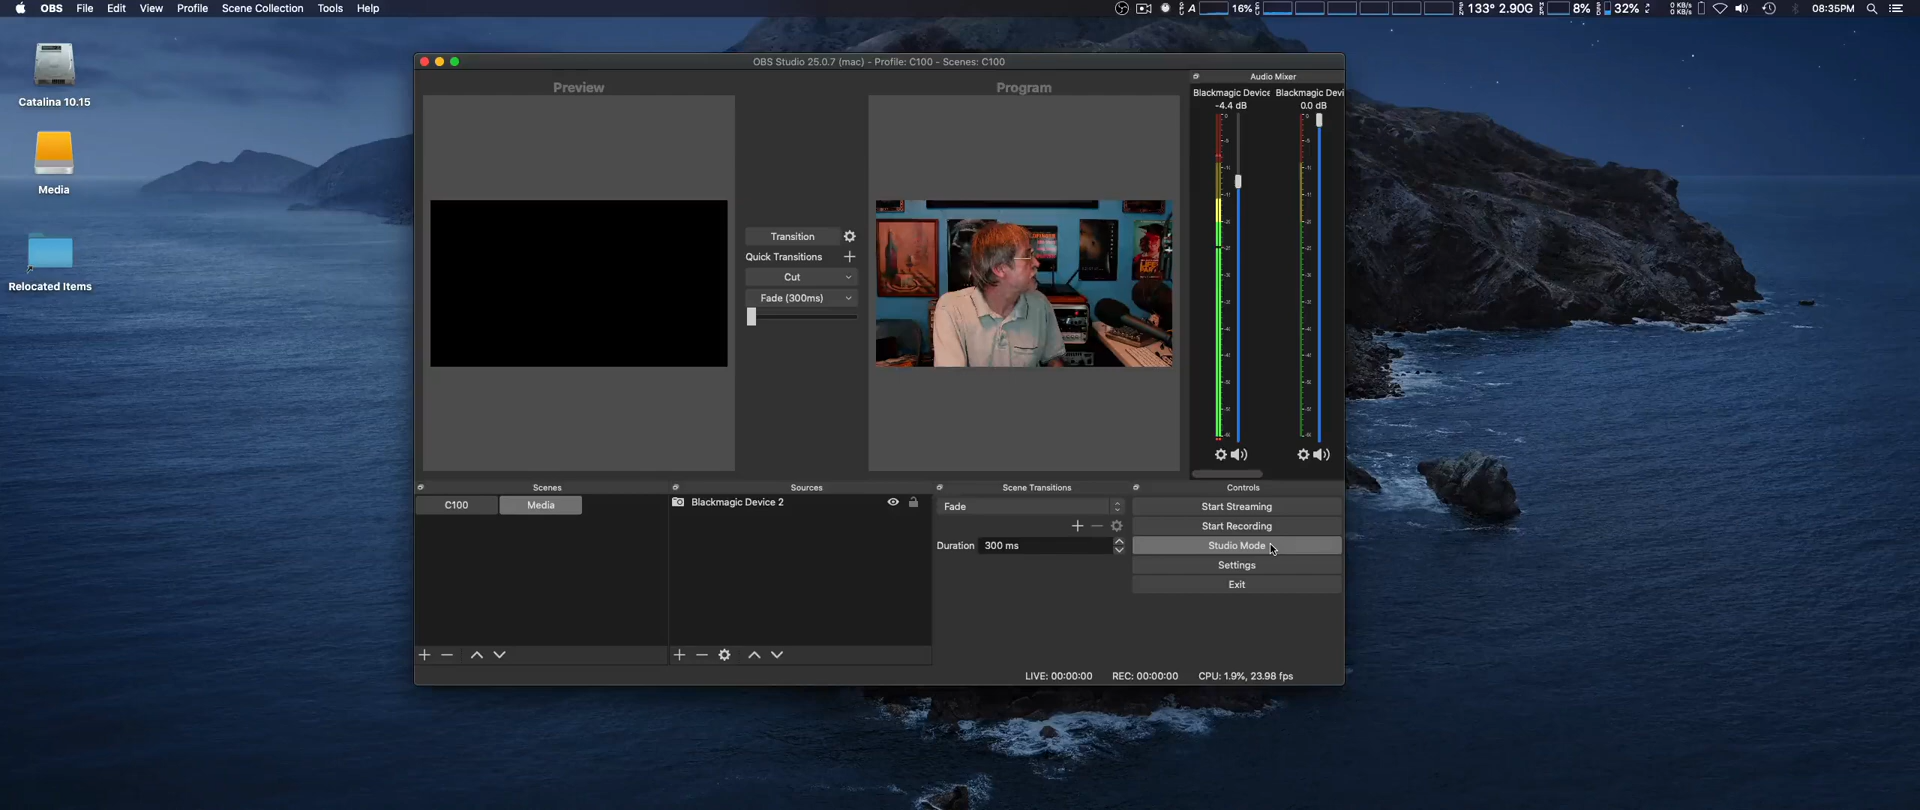 OBS File Edit View Profile Scene Collection Tools Help
16% 133° 2.90G 8% 32% 0 KB/s 0 KB/s 08:35PM
Catalina 10.15
Media
Relocated Items
OBS Studio 25.0.7 (mac) - Profile: C100 - Scenes: C100
Preview
Program
Transition
Quick Transitions
Cut
Fade (300ms)
Audio Mixer
Blackmagic Device Blackmagic Devi
-4.4 dB 0.0 dB
Scenes
C100 Media
Sources
Blackmagic Device 2
Scene Transitions
Fade
Duration 300 ms
Controls
Start Streaming
Start Recording
Studio Mode
Settings
Exit
LIVE: 00:00:00 REC: 00:00:00 CPU: 1.9%, 23.98 fps